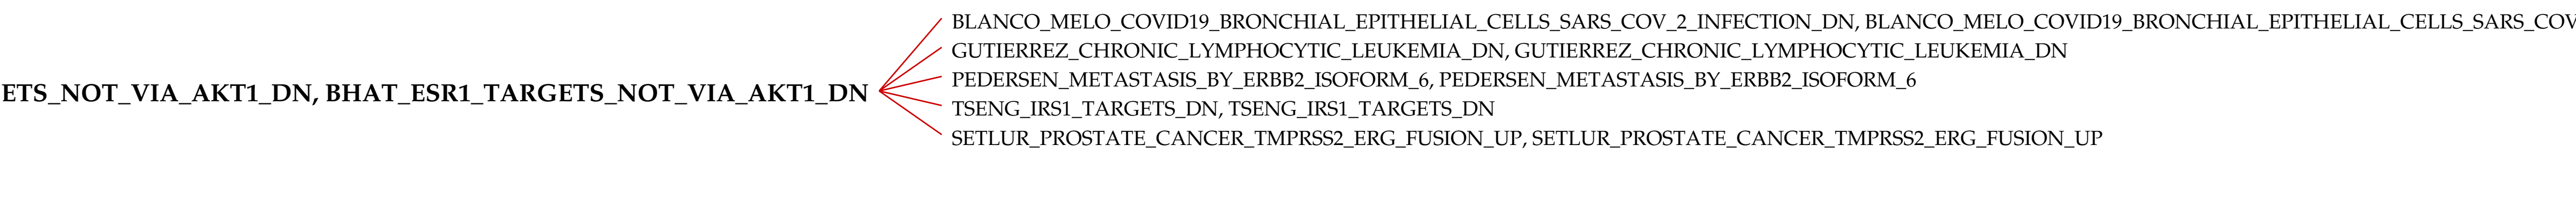 BLANCO_MELO_COVID19_BRONCHIAL_EPITHELIAL_CELLS_SARS_COV_2_INFECTION_DN, BLANCO_MELO_COVID19_BRONCHIAL_EPITHELIAL_CELLS_SARS_COV
GUTIERREZ_CHRONIC_LYMPHOCYTIC_LEUKEMIA_DN, GUTIERREZ_CHRONIC_LYMPHOCYTIC_LEUKEMIA_DN
PEDERSEN_METASTASIS_BY_ERBB2_ISOFORM_6, PEDERSEN_METASTASIS_BY_ERBB2_ISOFORM_6
ETS_NOT_VIA_AKT1_DN, BHAT_ESR1_TARGETS_NOT_VIA_AKT1_DN
TSENG_IRS1_TARGETS_DN, TSENG_IRS1_TARGETS_DN
SETLUR_PROSTATE_CANCER_TMPRSS2_ERG_FUSION_UP, SETLUR_PROSTATE_CANCER_TMPRSS2_ERG_FUSION_UP